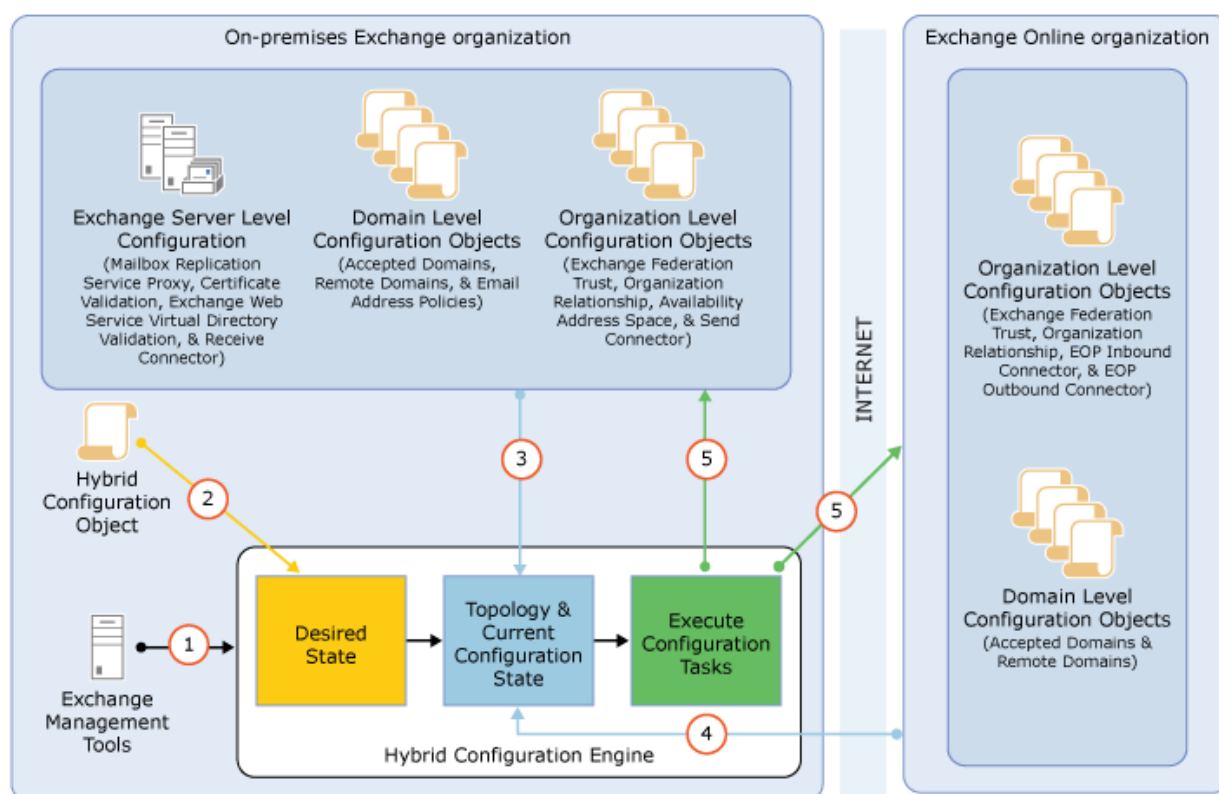 On-premises Exchange organization
Exchange Server Level
Configuration
(Mailbox Replication
Service Proxy, Certificate
Validation, Exchange Web
Service Virtual Directory
Validation, & Receive
Connector)
Domain Level
Configuration Objects
(Accepted Domains,
Remote Domains, & Email
Address Policies)
Organization Level
Configuration Objects
(Exchange Federation
Trust, Organization
Relationship, Availability
Address Space, & Send
Connector)
Hybrid
Configuration
Object
2
3
5
5
Exchange
Management
Tools
1
Desired
State
Topology &
Current
Configuration
State
Execute
Configuration
Tasks
4
Hybrid Configuration Engine
INTERNET
Exchange Online organization
Organization Level
Configuration Objects
(Exchange Federation
Trust, Organization
Relationship, EOP Inbound
Connector, & EOP
Outbound Connector)
Domain Level
Configuration Objects
(Accepted Domains &
Remote Domains)